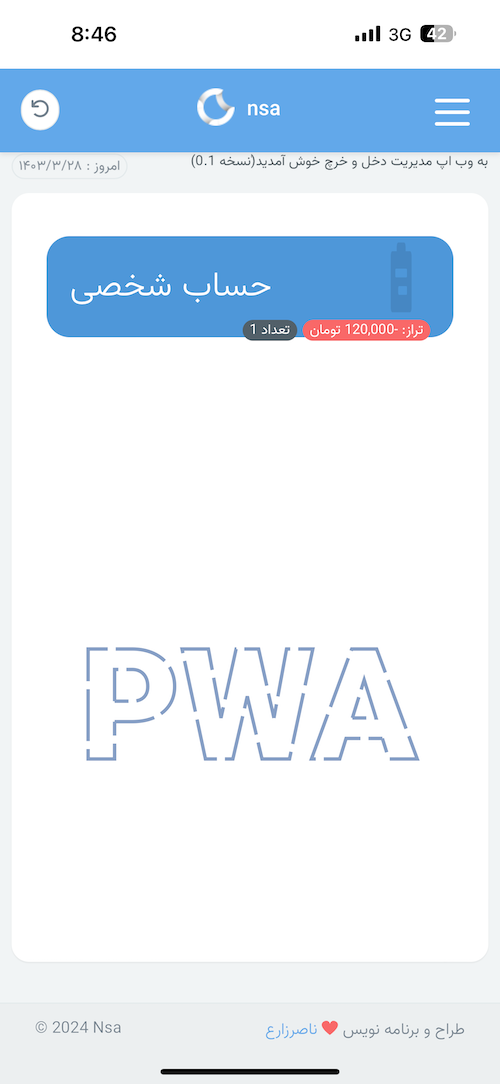 8:46
3G 42
nsa
به وب اپ مدیریت دخل و خرج خوش آمدید(نسخه 0.1)
امروز : ۱۴۰۳/۳/۲۸
حساب شخصی
تراز: -120,000 تومان
تعداد 1
PWA
طراح و برنامه نویس ❤️ ناصرزارع
© 2024 Nsa